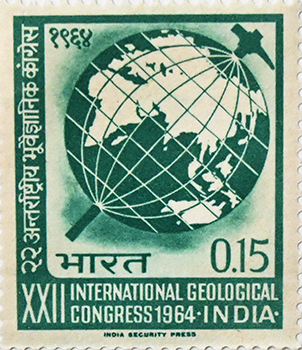 १९६४
२२ अन्तर्राष्ट्रीय भूवैज्ञानिक कांग्रेस
भारत 0.15
XXII INTERNATIONAL GEOLOGICAL
CONGRESS 1964·INDIA·
INDIA SECURITY PRESS